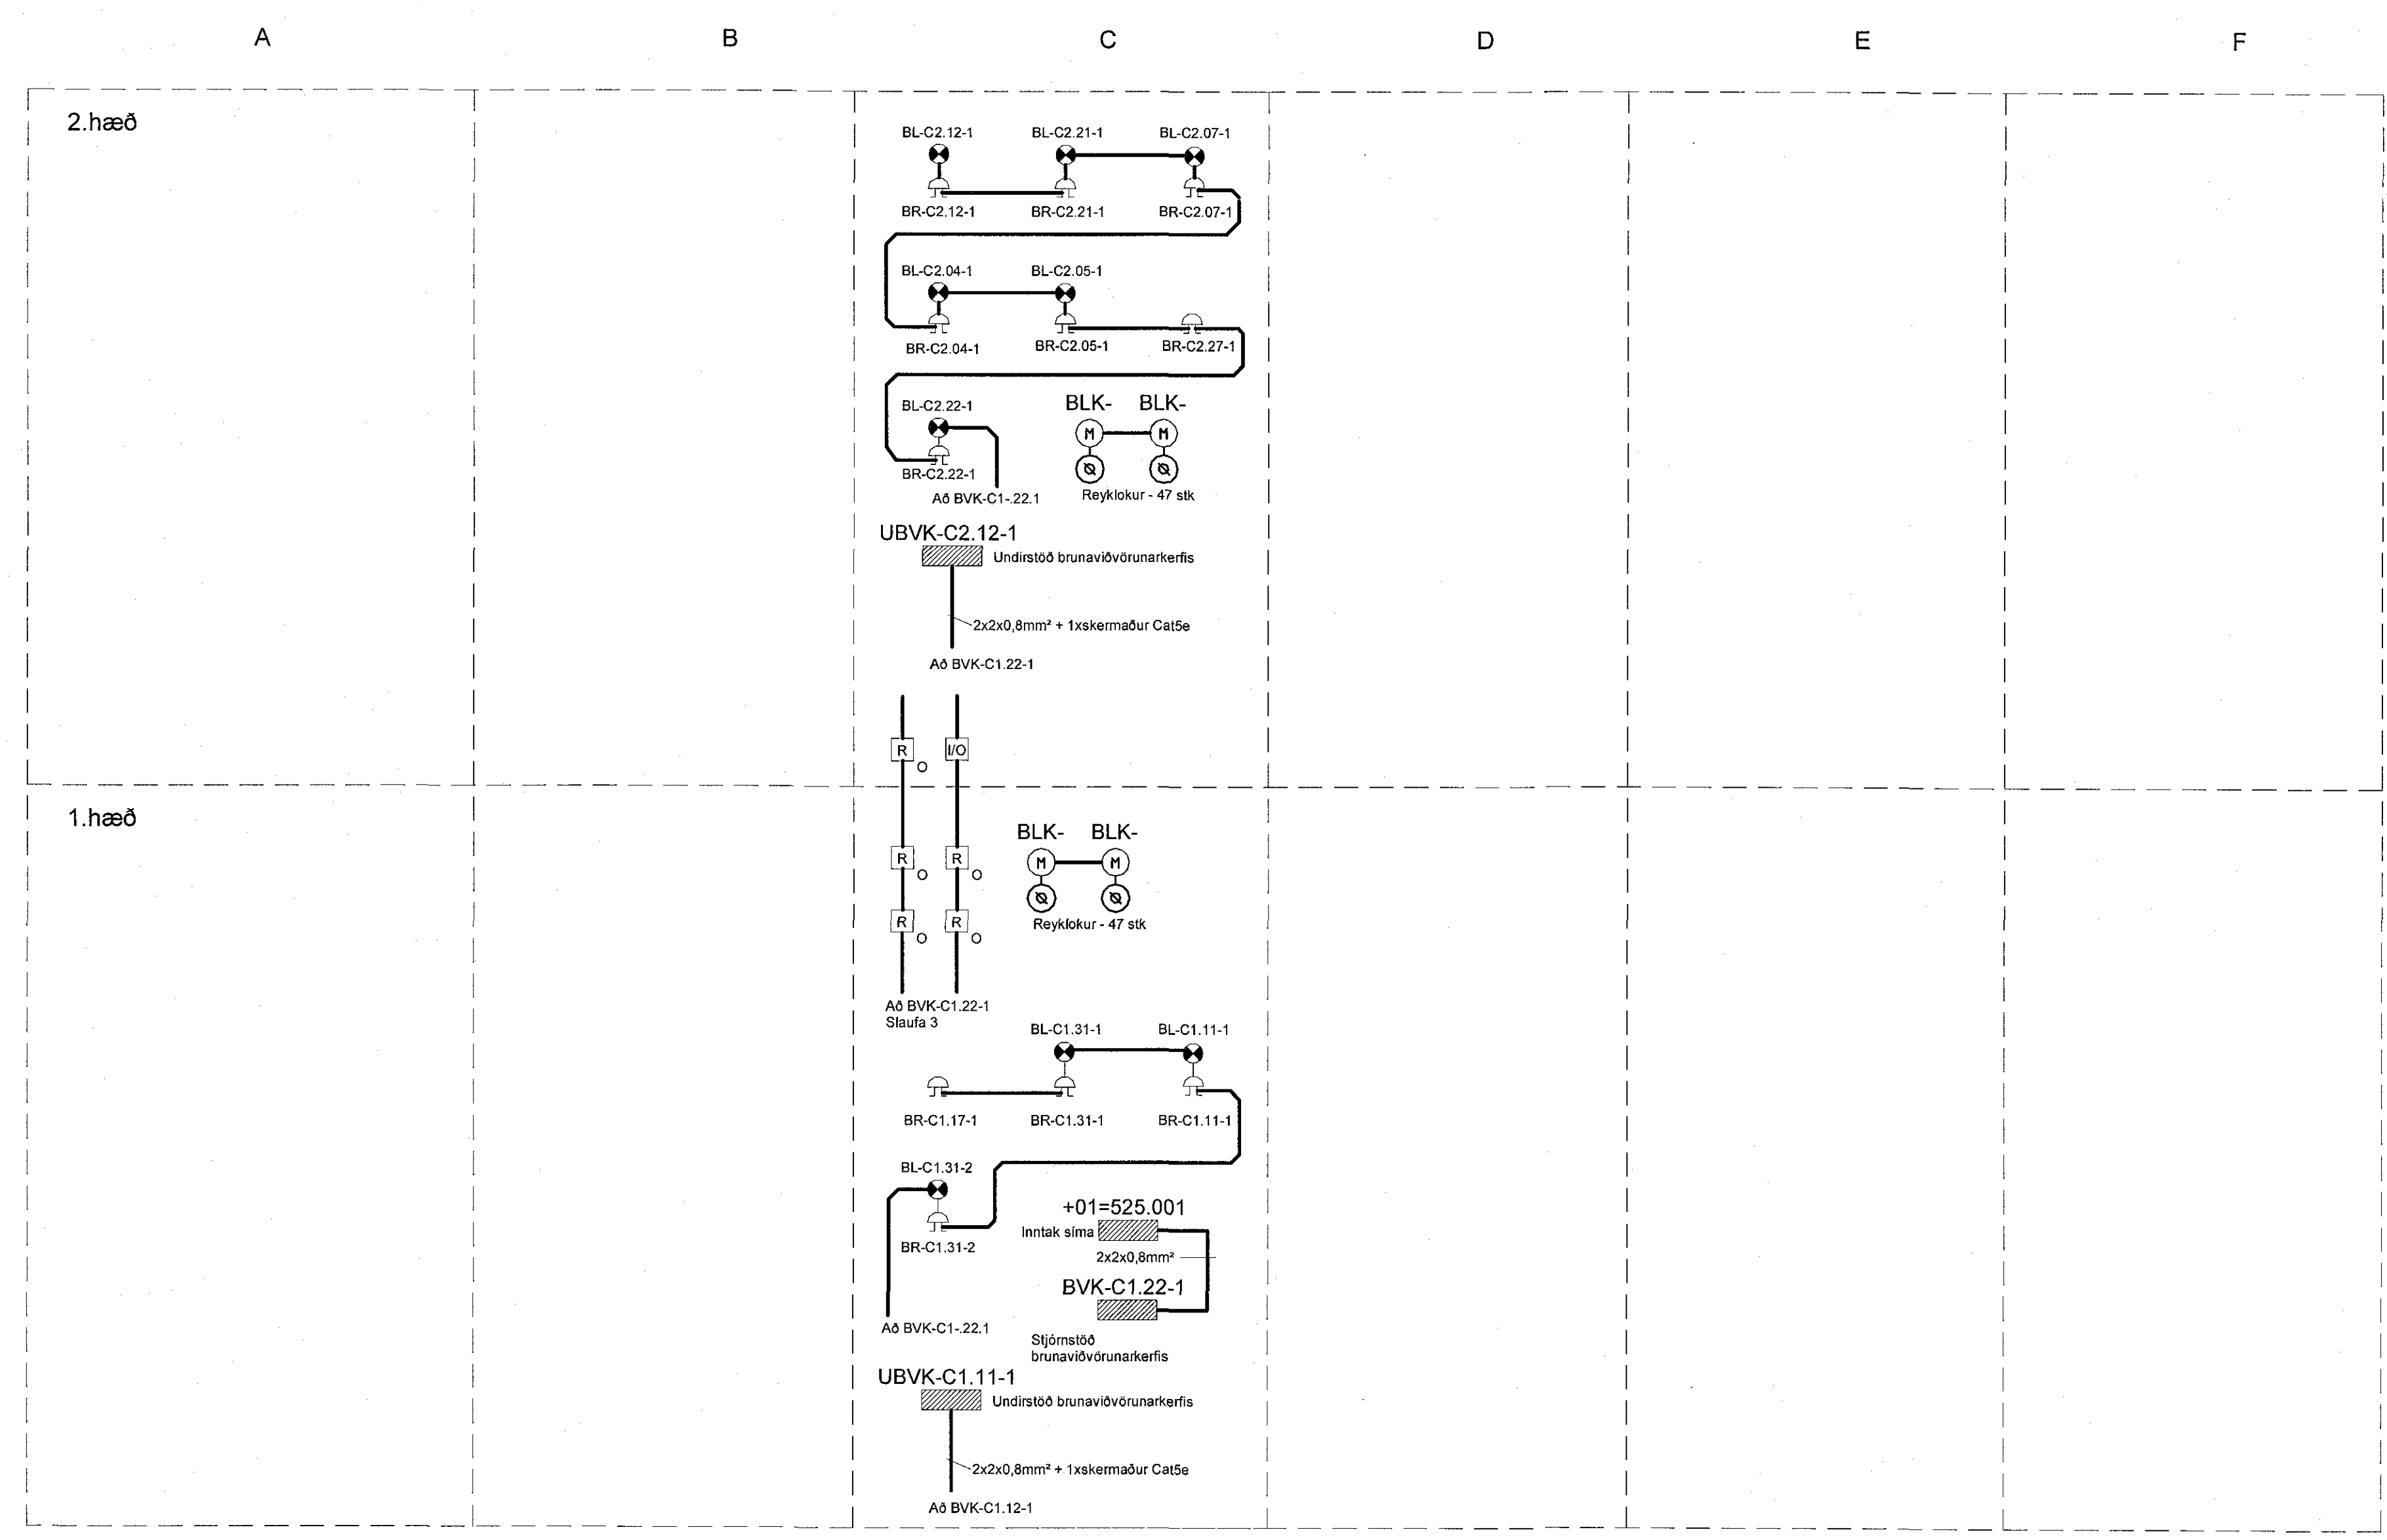 A B C D E F
2.hæð
BL-C2.12-1 BL-C2.21-1 BL-C2.07-1
BR-C2.12-1 BR-C2.21-1 BR-C2.07-1
BL-C2.04-1 BL-C2.05-1
BR-C2.04-1 BR-C2.05-1 BR-C2.27-1
BL-C2.22-1 BLK- BLK-
M M
BR-C2.22-1
Að BVK-C1-.22.1 Reyklokur - 47 stk
UBVK-C2.12-1
Undirstöð brunaviðvörunarkerfis
2x2x0,8mm² + 1xskermaður Cat5e
Að BVK-C1.22-1
R I/O
O
1.hæð
BLK- BLK-
R R M M
O O
R R
O O
Reyklokur - 47 stk
Að BVK-C1.22-1
Slaufa 3
BL-C1.31-1 BL-C1.11-1
BR-C1.17-1 BR-C1.31-1 BR-C1.11-1
BL-C1.31-2
+01=525.001
Inntak síma
BR-C1.31-2
2x2x0,8mm²
BVK-C1.22-1
Að BVK-C1-.22.1
Stjórnstöð
brunaviðvörunarkerfis
UBVK-C1.11-1
Undirstöð brunaviðvörunarkerfis
2x2x0,8mm² + 1xskermaður Cat5e
Að BVK-C1.12-1